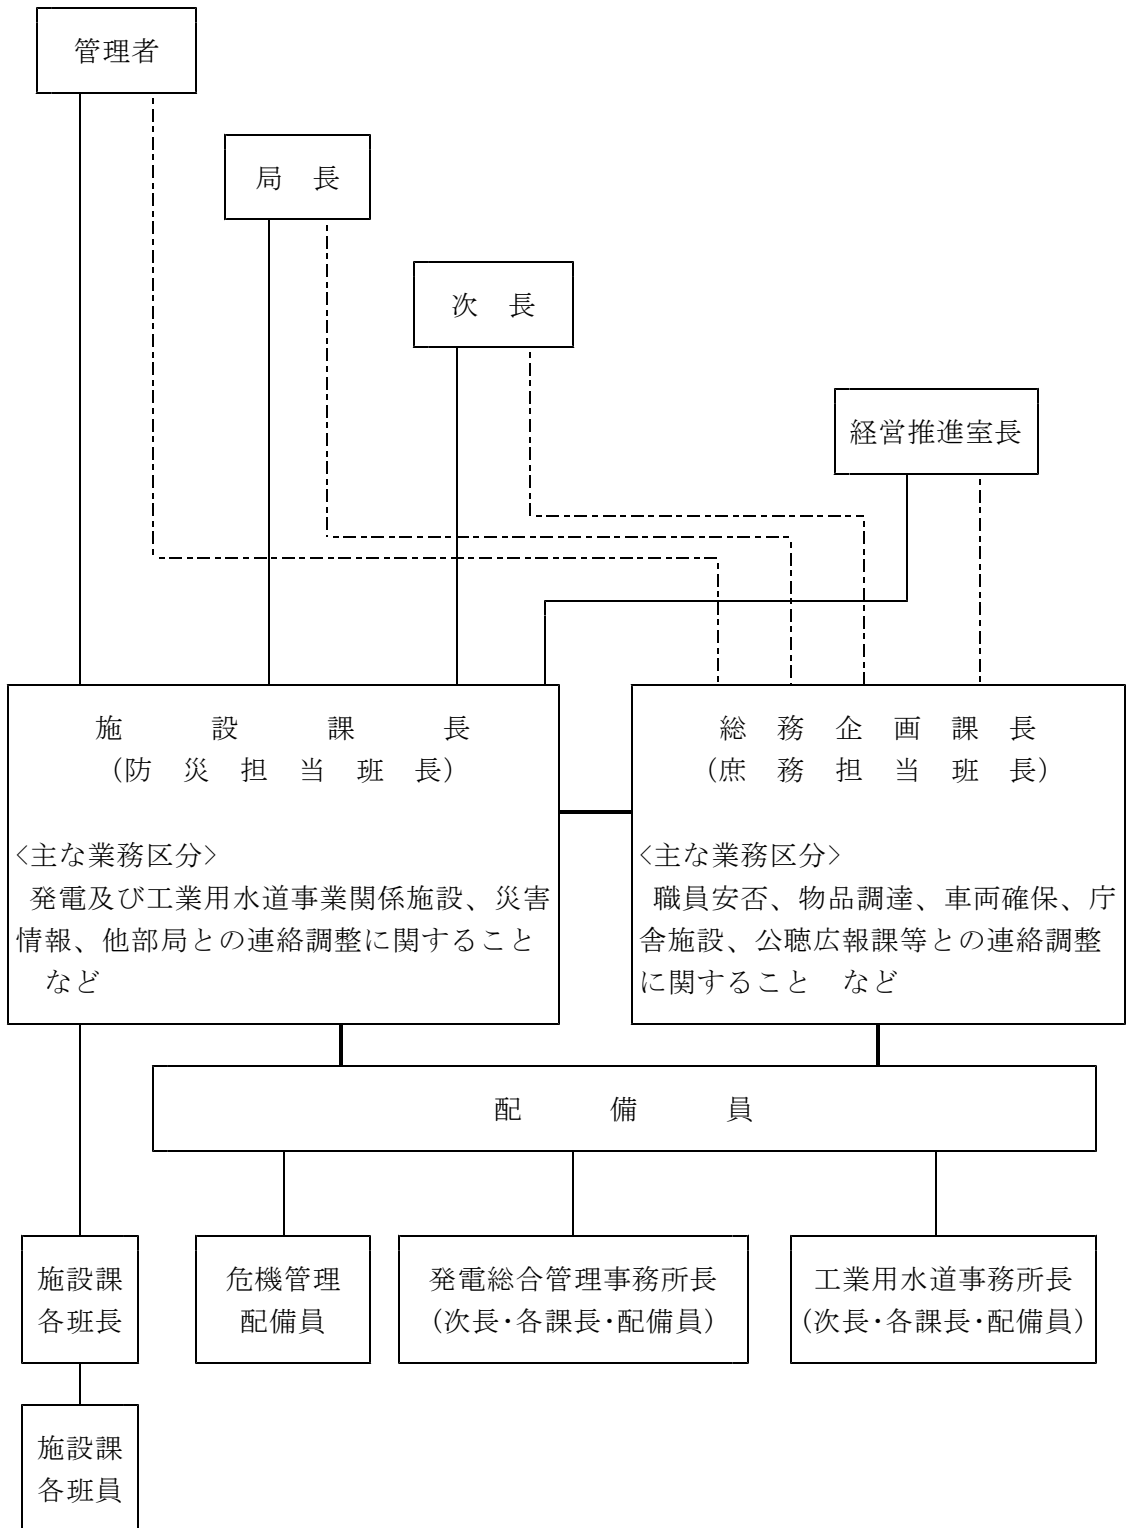 管理者
局　長
次　長
経営推進室長
施　設　課　長
（防　災　担　当　班　長）
<主な業務区分>
発電及び工業用水道事業関係施設、災害
情報、他部局との連絡調整に関すること
など
総　務　企　画　課　長
（庶　務　担　当　班　長）
<主な業務区分>
職員安否、物品調達、車両確保、庁
舎施設、公聴広報課等との連絡調整
に関すること　など
配　備　員
施設課
各班長
危機管理
配備員
発電総合管理事務所長
（次長・各課長・配備員）
工業用水道事務所長
（次長・各課長・配備員）
施設課
各班員